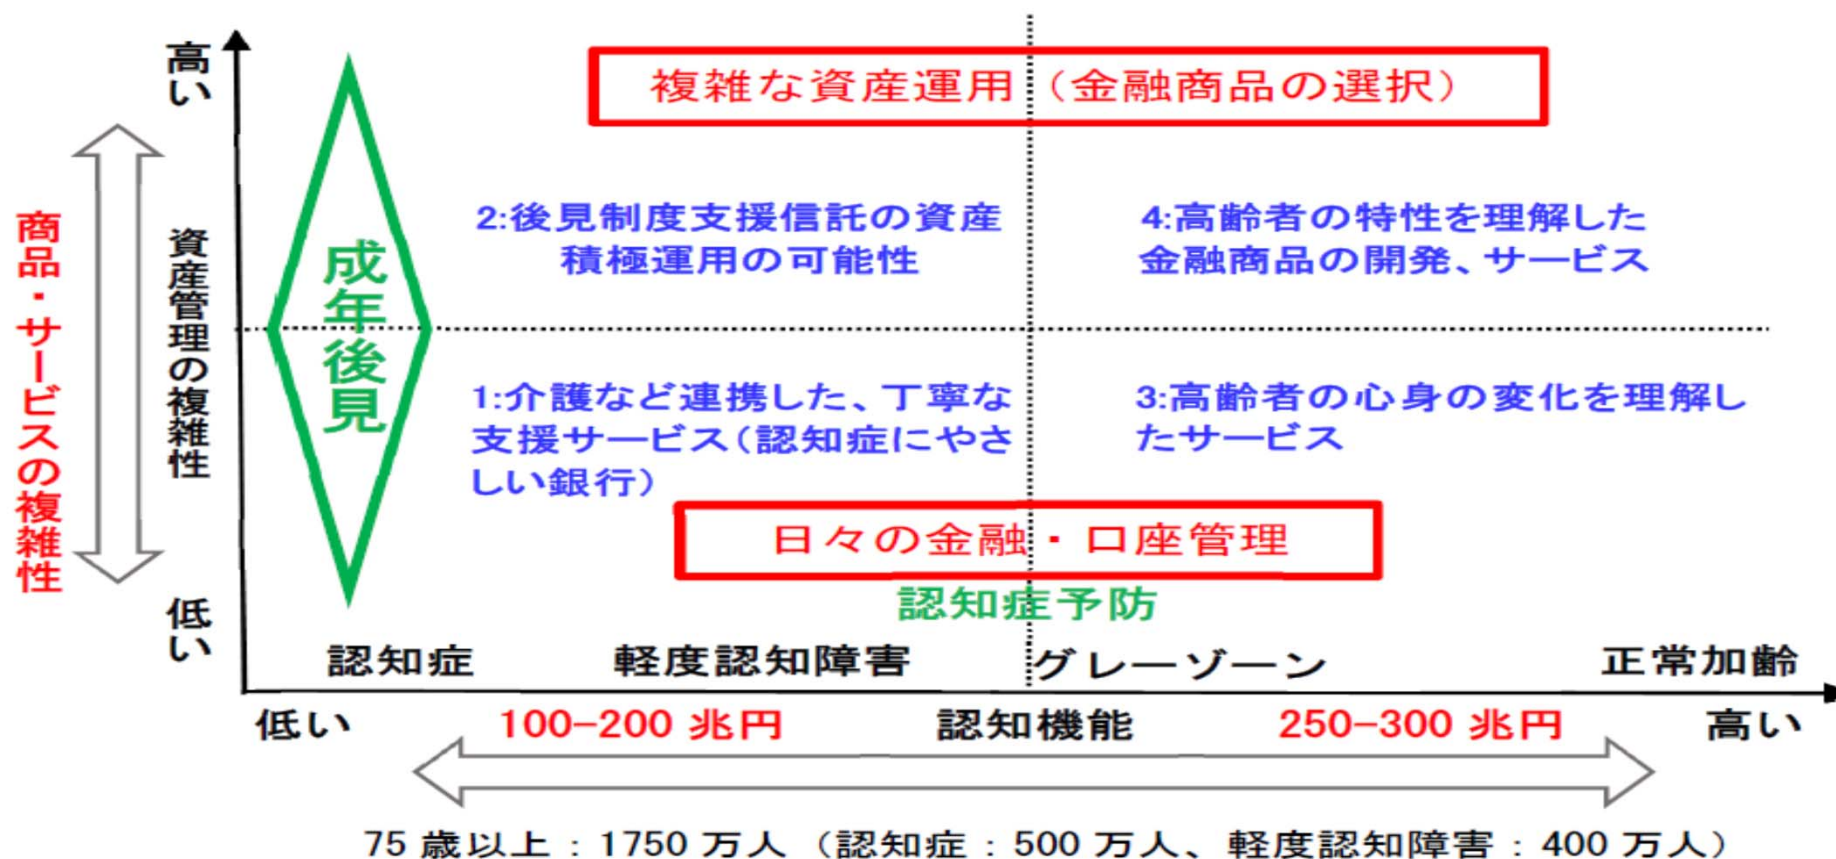 高い
複雑な資産運用（金融商品の選択）
商品・サービスの複雑性
資産管理の複雑性
成年後見
2:後見制度支援信託の資産
積極運用の可能性
4:高齢者の特性を理解した
金融商品の開発、サービス
1:介護など連携した、丁寧な
支援サービス（認知症にやさ
しい銀行）
3:高齢者の心身の変化を理解し
たサービス
日々の金融・口座管理
認知症予防
低い
認知症
軽度認知障害
グレーゾーン
正常加齢
低い
100-200 兆円
認知機能
250-300 兆円
高い
75 歳以上：1750 万人（認知症：500 万人、軽度認知障害：400 万人）